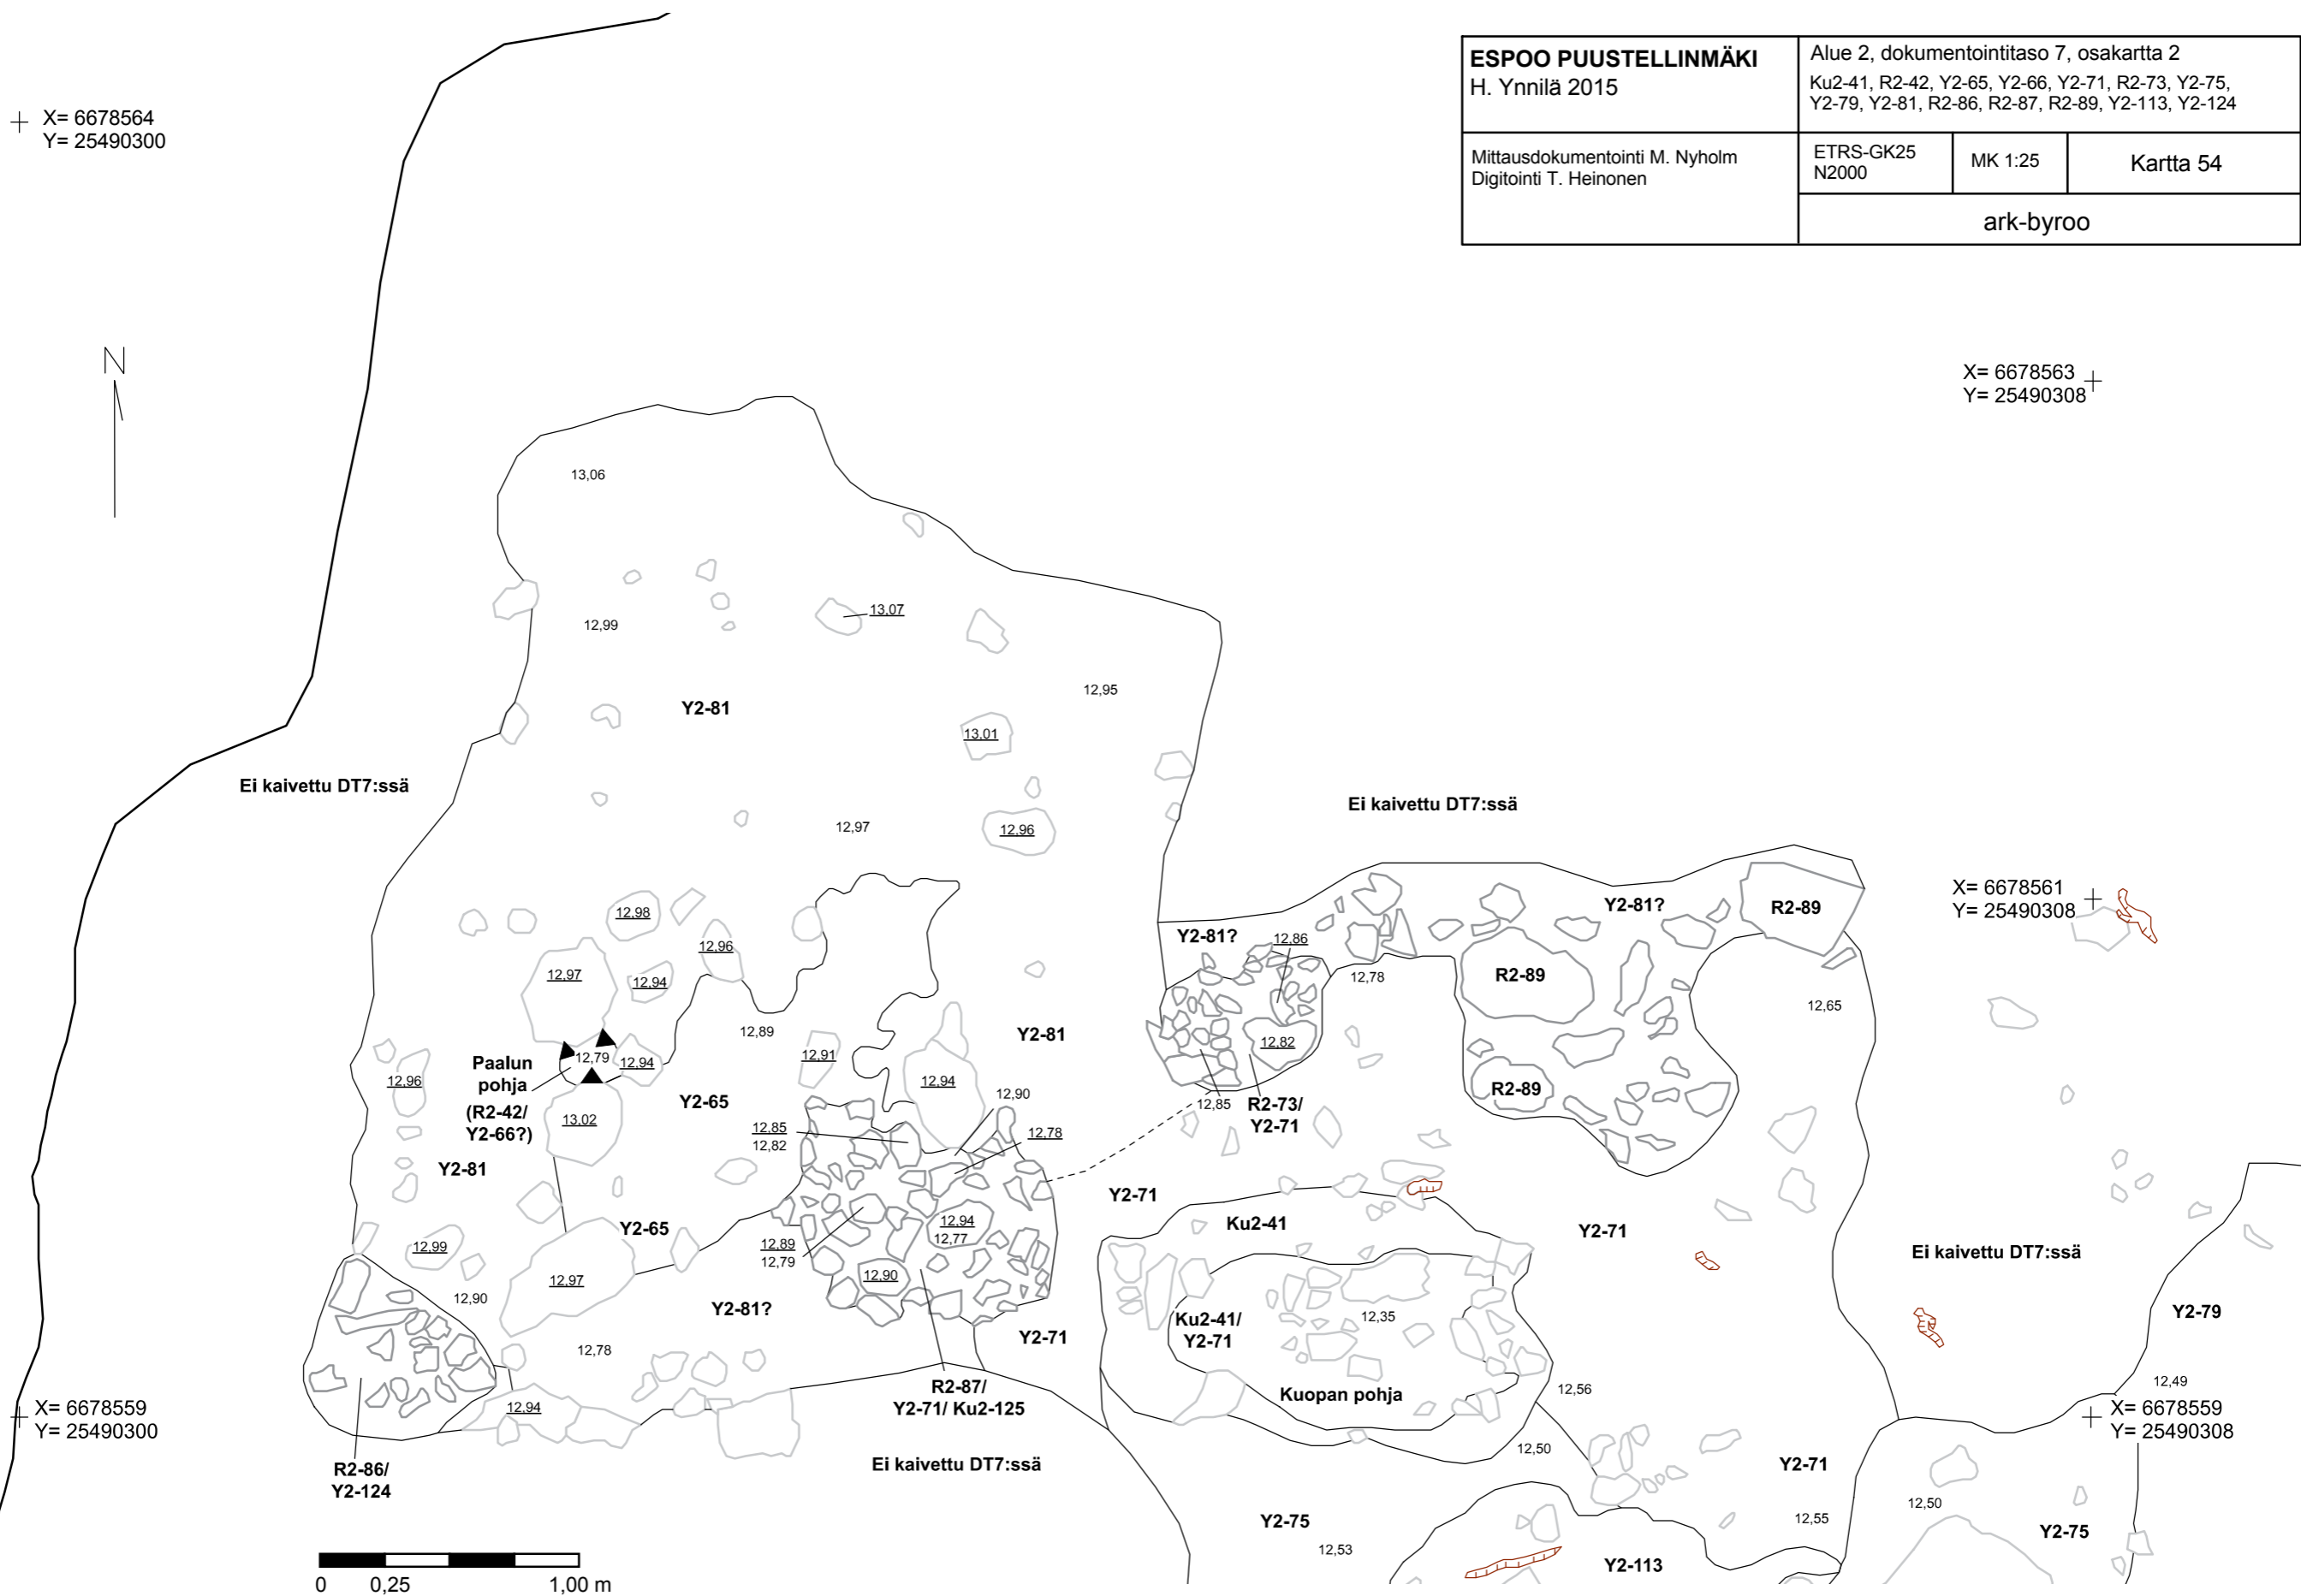 ESPOO PUUSTELLINMÄKI
H. Ynnilä 2015
Alue 2, dokumentointitaso 7, osakartta 2
Ku2-41, R2-42, Y2-65, Y2-66, Y2-71, R2-73, Y2-75,
Y2-79, Y2-81, R2-86, R2-87, R2-89, Y2-113, Y2-124
Mittausdokumentointi M. Nyholm
Digitointi T. Heinonen
ETRS-GK25
N2000
MK 1:25
Kartta 54
ark-byroo
X= 6678564
Y= 25490300
N
X= 6678563
Y= 25490308
13,06
13,07
12,99
12,95
Y2-81
13,01
Ei kaivettu DT7:ssä
Ei kaivettu DT7:ssä
12,97
12,96
X= 6678561
Y= 25490308
12,98
12,96
Y2-81?
Y2-81?
R2-89
12,86
12,97
12,94
12,78
R2-89
12,65
12,89
Y2-81
12,79
12,94
12,91
12,82
Paalun
pohja
(R2-42/
Y2-66?)
12,96
12,94
12,90
R2-89
Y2-65
12,85
R2-73/
Y2-71
13,02
12,85
12,82
12,78
Y2-81
Y2-71
Y2-65
12,94
12,77
Ku2-41
Y2-71
12,99
12,89
12,79
Ei kaivettu DT7:ssä
12,97
12,90
12,90
Y2-81?
Ku2-41/
Y2-71
12,35
Y2-79
Y2-71
12,78
R2-87/
Y2-71/ Ku2-125
Kuopan pohja
12,56
12,49
X= 6678559
Y= 25490300
12,94
X= 6678559
Y= 25490308
12,50
Ei kaivettu DT7:ssä
Y2-71
R2-86/
Y2-124
12,50
Y2-75
12,55
Y2-75
12,53
Y2-113
0 0,25 1,00 m